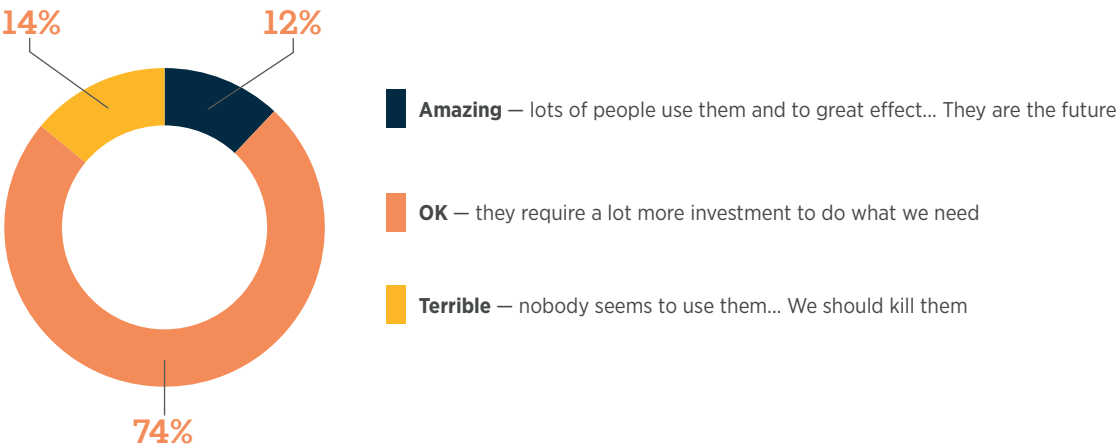 14%
12%
Amazing — lots of people use them and to great effect... They are the future
OK — they require a lot more investment to do what we need
Terrible — nobody seems to use them... We should kill them
74%